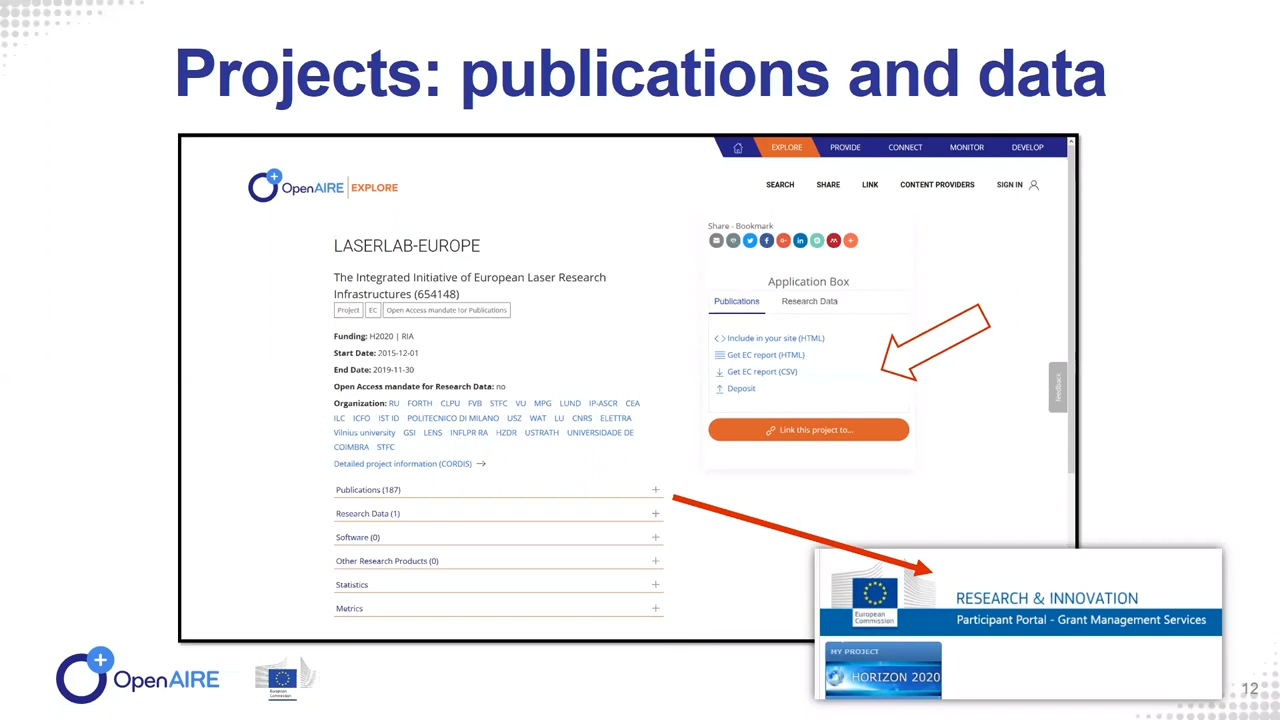 Projects: publications and data
EXPLORE PROVIDE CONNECT MONITOR DEVELOP
OpenAIRE | EXPLORE
SEARCH SHARE LINK CONTENT PROVIDERS SIGN IN
Share - Bookmark
LASERLAB-EUROPE
The Integrated Initiative of European Laser Research
Infrastructures (654148)
Project EC Open Access mandate for Publications
Funding: H2020 | RIA
Start Date: 2015-12-01
End Date: 2019-11-30
Open Access mandate for Research Data: no
Organization: RU FORTH CLPU FVB STFC VU MPG LUND IP-ASCR CEA
ILC ICFO IST ID POLITECNICO DI MILANO USZ WAT LU CNRS ELETTRA
Vilnius university GSI LENS INFLPR RA HZDR USTRATH UNIVERSIDADE DE
COIMBRA STFC
Detailed project information (CORDIS)
Publications (187)
Research Data (1)
Software (0)
Other Research Products (0)
Statistics
Metrics
Application Box
Publications Research Data
Include in your site (HTML)
Get EC report (HTML)
Get EC report (CSV)
Deposit
Link this project to...
Feedback
European
Commission
RESEARCH & INNOVATION
Participant Portal - Grant Management Services
MY PROJECT
HORIZON 2020
OpenAIRE
European
Commission
12